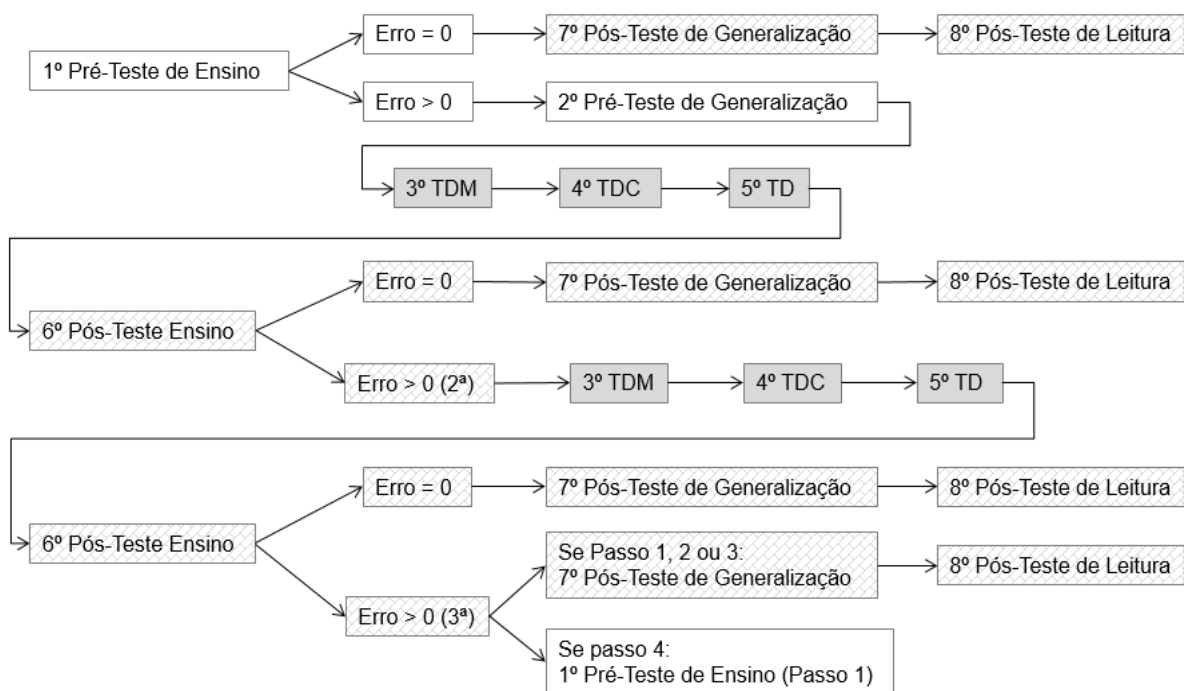 Erro = 0
7º Pós-Teste de Generalização
8º Pós-Teste de Leitura
1º Pré-Teste de Ensino
Erro > 0
2º Pré-Teste de Generalização
3º TDM
4º TDC
5º TD
Erro = 0
7º Pós-Teste de Generalização
8º Pós-Teste de Leitura
6º Pós-Teste Ensino
Erro > 0 (2ª)
3º TDM
4º TDC
5º TD
Erro = 0
7º Pós-Teste de Generalização
8º Pós-Teste de Leitura
6º Pós-Teste Ensino
Se Passo 1, 2 ou 3:
7º Pós-Teste de Generalização
8º Pós-Teste de Leitura
Erro > 0 (3ª)
Se passo 4:
1º Pré-Teste de Ensino (Passo 1)